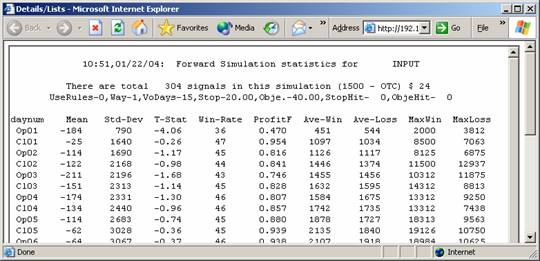 Details/Lists - Microsoft Internet Explorer
Back Search Favorities Media Address http://192.1 Go File
10:51,01/22/04: Forward Simulation statistics for INPUT
There are total 304 signals in this simulation (1500 - OTC) $ 24
UseRules-0,Way-1,VoDays-15,Stop-20.00,Obje.-40.00,StopHit- 0,ObjeHit- 0
daynum Mean Std-Dev T-Stat Win-Rate ProfitF Ave-Win Ave-Loss MaxWin MaxLoss
Op01 -184 790 -4.06 36 0.470 451 544 2000 3812
Cl01 -25 1640 -0.26 47 0.954 1097 1034 8500 7063
Op02 -114 1690 -1.17 45 0.816 1126 1117 8125 6875
Cl02 -122 2168 -0.98 44 0.841 1446 1374 11500 12937
Op03 -211 2196 -1.68 43 0.746 1455 1456 10312 11875
Cl03 -151 2313 -1.14 45 0.828 1632 1595 14312 8813
Op04 -174 2331 -1.30 46 0.807 1584 1675 13312 9250
Cl04 -134 2440 -0.96 46 0.857 1742 1735 13312 7438
Op05 -114 2683 -0.74 45 0.880 1878 1727 18313 9563
Cl05 -62 3028 -0.36 45 0.939 2135 1840 19126 10750
Op06 -64 3067 -0.37 46 0.938 2107 1918 18984 10625
Done Internet